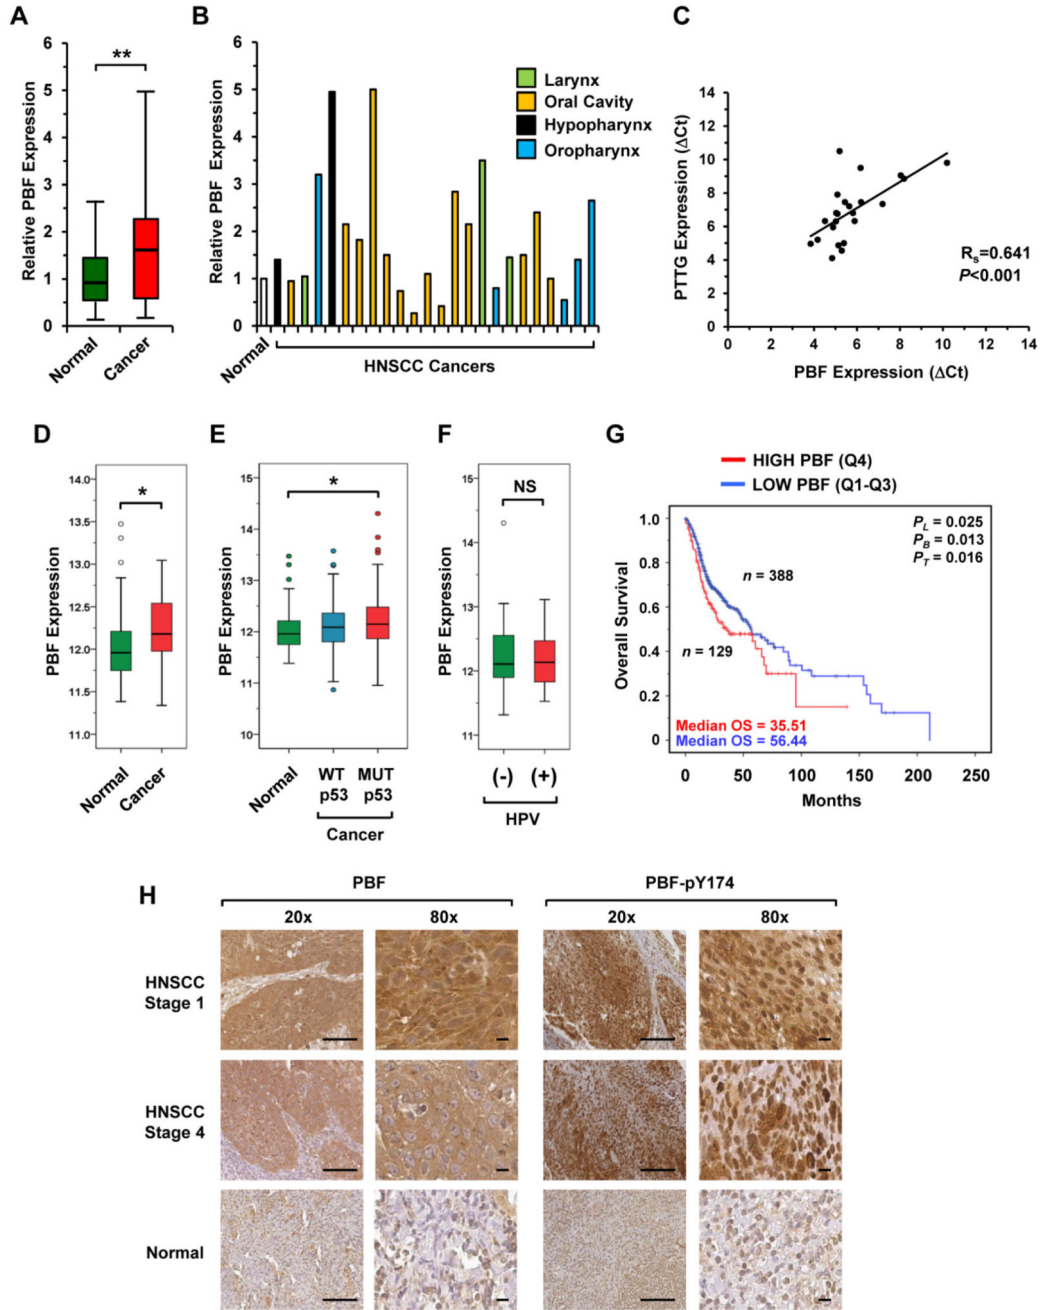 A
Relative PBF Expression
6
5
4
3
2
1
0
**
Normal
Cancer
B
Relative PBF Expression
6
5
4
3
2
1
0
Larynx
Oral Cavity
Hypopharynx
Oropharynx
Normal
HNSCC Cancers
C
PTTG Expression (ΔCt)
14
12
10
8
6
4
2
0
Rs=0.641
P<0.001
0 2 4 6 8 10 12 14
PBF Expression (ΔCt)
D
PBF Expression
14.0
13.0
12.5
12.0
11.5
11.0
*
Normal
Cancer
E
PBF Expression
15
14
13
12
11
10
*
Normal
WT MUT
p53 p53
Cancer
F
PBF Expression
15
14
13
12
11
NS
(-) (+)
HPV
G
HIGH PBF (Q4)
LOW PBF (Q1-Q3)
Overall Survival
1.0
0.8
0.6
0.4
0.2
0
PL = 0.025
PB = 0.013
PT = 0.016
n = 388
n = 129
Median OS = 35.51
Median OS = 56.44
0 50 100 150 200 250
Months
H
PBF PBF-pY174
20x 80x 20x 80x
HNSCC
Stage 1
HNSCC
Stage 4
Normal